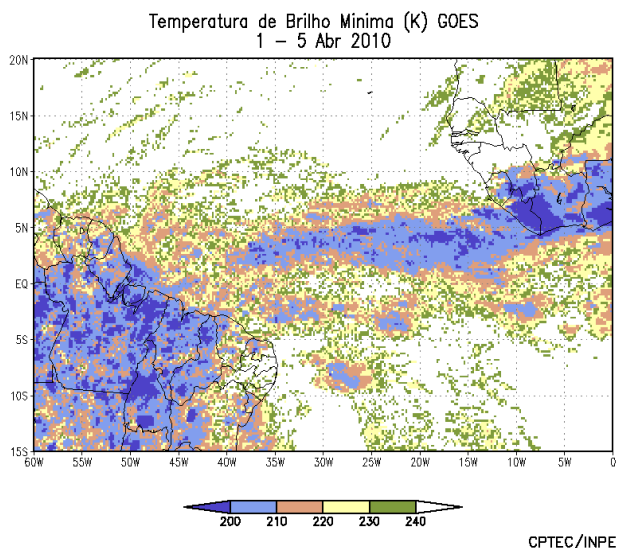 Temperatura de Brilho Minima (K) GOES
1 – 5 Abr 2010
20N
15N
10N
5N
EQ
5S
10S
15S
60W 55W 50W 45W 40W 35W 30W 25W 20W 15W 10W 5W 0
200 210 220 230 240
CPTEC/INPE